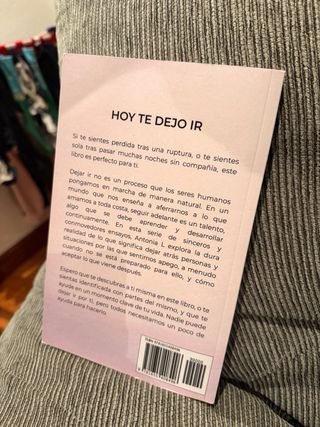 HOY TE DEJO IR
Si te sientes perdida tras una ruptura, o te sientes
sola tras pasar muchas noches sin compañía, este
libro es perfecto para ti.
Dejar ir no es un proceso que los seres humanos
pongamos en marcha de manera natural. En un
mundo que nos enseña a aferrarnos a lo que
amamos a toda costa, seguir adelante es un talento,
algo que se debe aprender y desarrollar
continuamente. En esta serie de sinceros y
conmovedores ensayos, Antonia L explora la dura
realidad de lo que significa dejar atrás personas y
situaciones por las que sentimos apego, a menudo
cuando no se está preparado para ello, y cómo
aceptar lo que viene después.
Espero que te descubras a ti misma en este libro, o te
sientas identificada con partes del mismo, y que te
ayude en un momento clave de tu vida. Nadie puede
dejar ir por ti, pero todos necesitamos un poco de
ayuda para hacerlo.